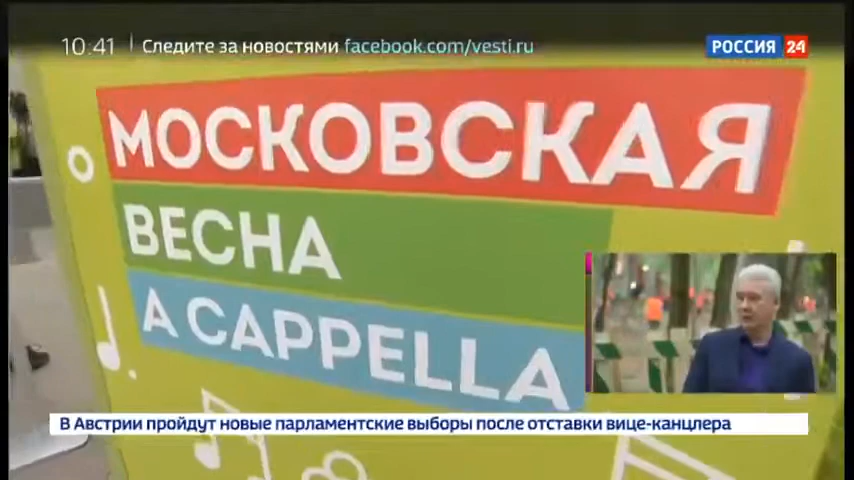 10:41 | Следите за новостями facebook.com/vesti.ru
РОССИЯ 24
МОСКОВСКАЯ
ВЕСНА
A CAPPELLA
В Австрии пройдут новые парламентские выборы после отставки вице-канцлера